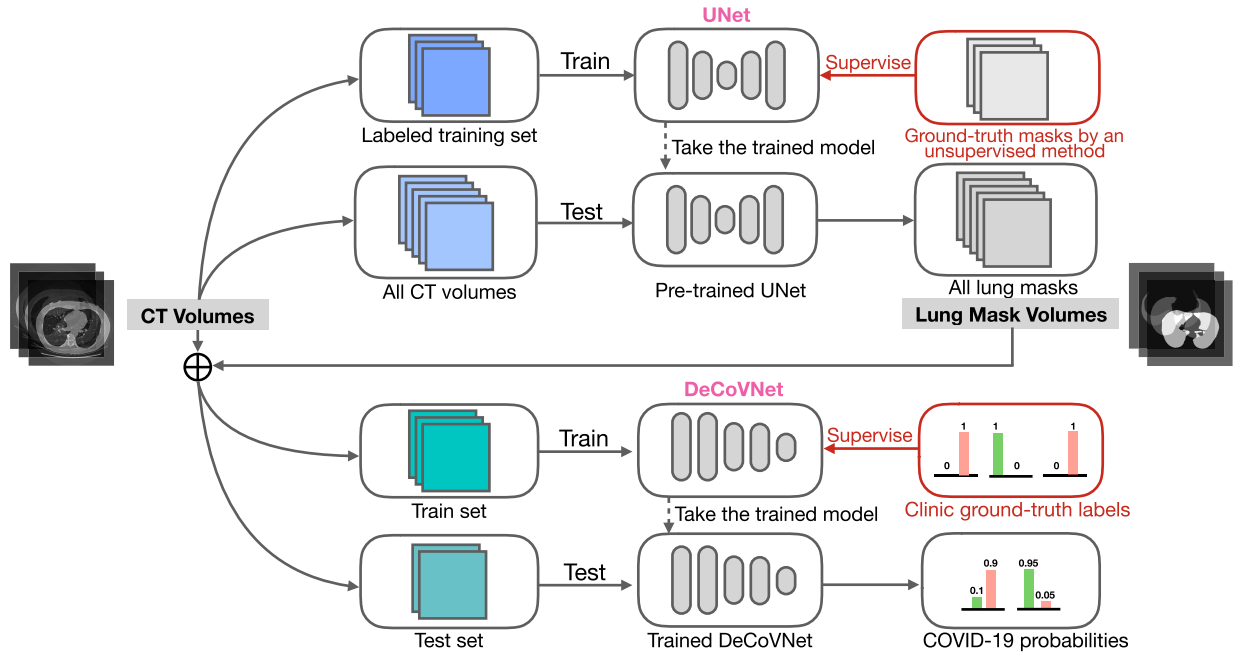 UNet
Train
Supervise
Labeled training set
Ground-truth masks by an
unsupervised method
Take the trained model
Test
All CT volumes
Pre-trained UNet
All lung masks
CT Volumes
Lung Mask Volumes
DeCoVNet
Train
Supervise
0
1
1
0
0
1
Train set
Take the trained model
Clinic ground-truth labels
Test
0.1
0.9
0.95
0.05
Test set
Trained DeCoVNet
COVID-19 probabilities